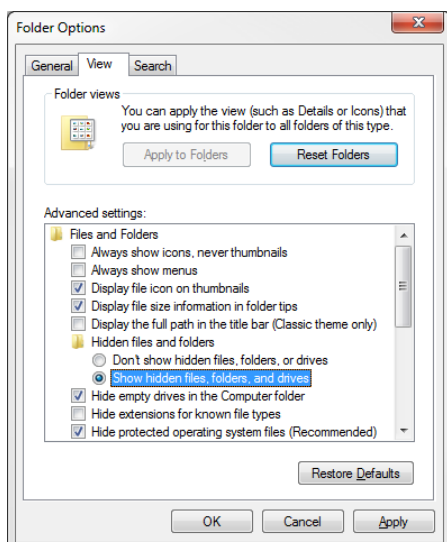 Folder Options
General View Search
Folder views
You can apply the view (such as Details or Icons) that
you are using for this folder to all folders of this type.
Apply to Folders Reset Folders
Advanced settings:
Files and Folders
Always show icons, never thumbnails
Always show menus
Display file icon on thumbnails
Display file size information in folder tips
Display the full path in the title bar (Classic theme only)
Hidden files and folders
Don't show hidden files, folders, or drives
Show hidden files, folders, and drives
Hide empty drives in the Computer folder
Hide extensions for known file types
Hide protected operating system files (Recommended)
Restore Defaults
OK Cancel Apply